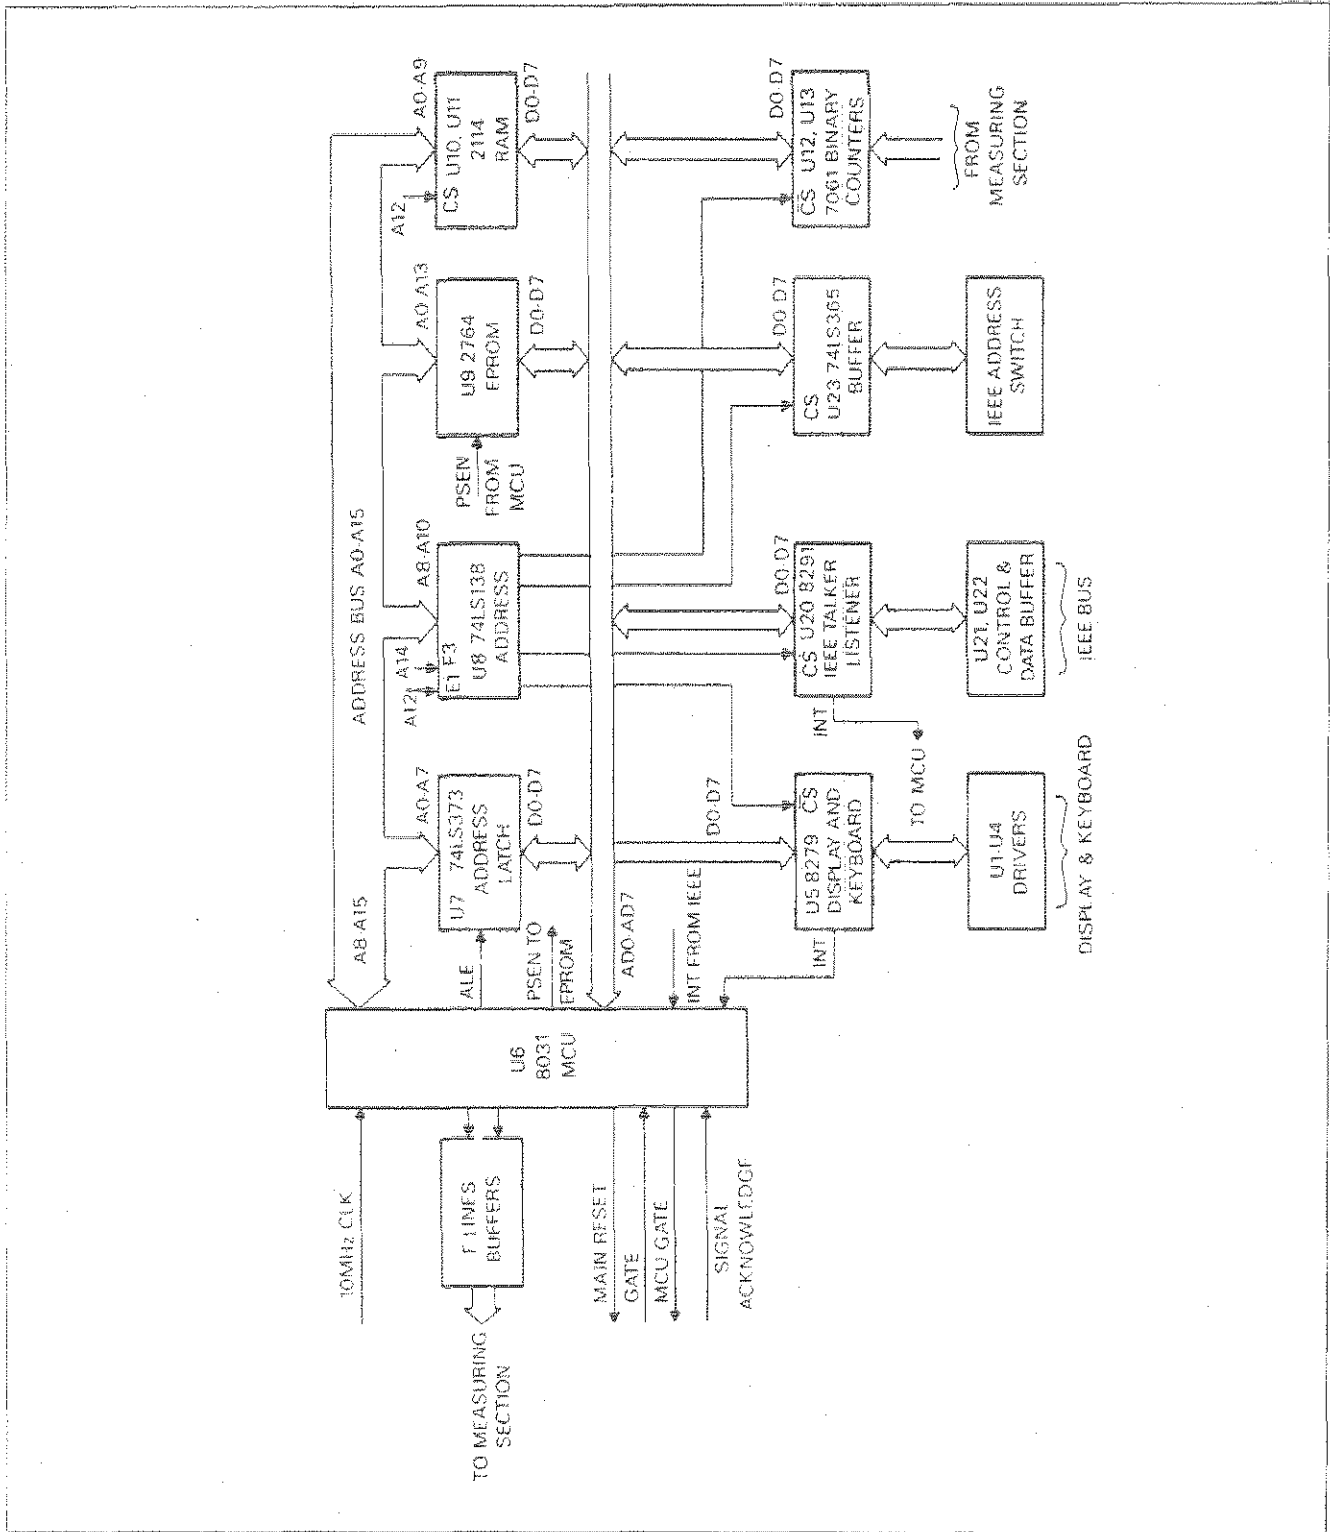 10MHz CLK
LINES
BUFFERS
TO MEASURING
SECTION
MAIN RESET
GATE
MCU GATE
SIGNAL
ACKNOWLEDGE
U6
8031
MCU
A8-A15
ALE
PSEN TO
EPROM
AD0-AD7
INT FROM IEEE
INT
ADDRESS BUS A0-A15
A0-A7
U7 74LS373
ADDRESS
LATCH
D0-D7
A12
A14
A8-A10
E1
U8 74LS138
ADDRESS
A0-A13
U9 2764
EPROM
D0-D7
PSEN
FROM
MCU
A12
A0-A9
CS U10, U11
2114
RAM
D0-D7
D0-D7
U5 8279 CS
DISPLAY AND
KEYBOARD
U1-U4
DRIVERS
DISPLAY & KEYBOARD
D0-D7
CS U20 8291
IEEE TALKER
LISTENER
INT
TO MCU
U21, U22
CONTROL &
DATA BUFFER
IEEE BUS
D0-D7
CS
U23 74LS365
BUFFER
IEEE ADDRESS
SWITCH
D0-D7
CS U12, U13
7061 BINARY
COUNTERS
FROM
MEASURING
SECTION